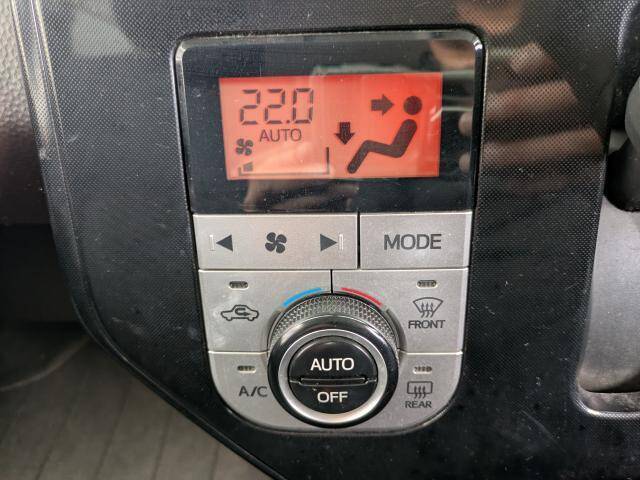 22.0
AUTO
MODE
FRONT
AUTO
A/C
OFF
REAR